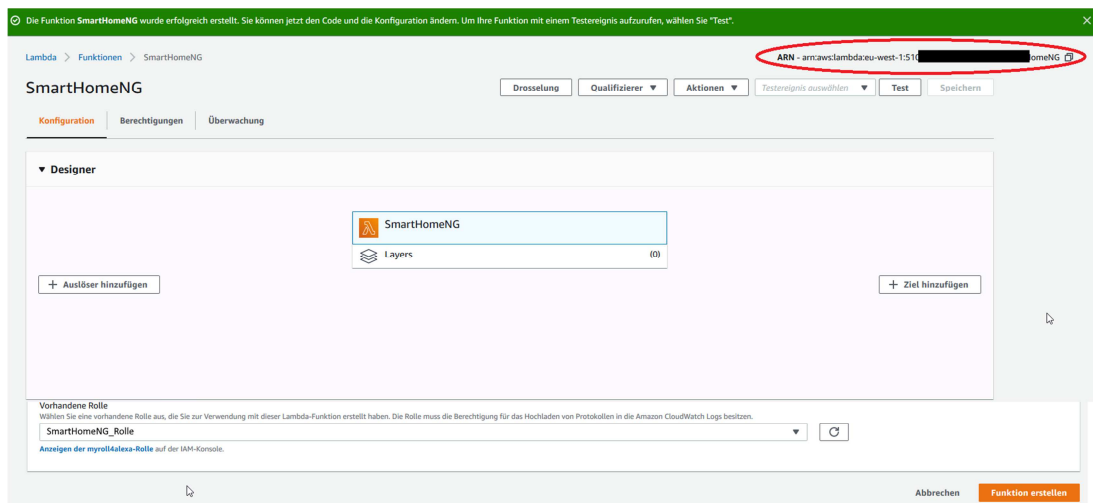 Die Funktion SmartHomeNG wurde erfolgreich erstellt. Sie können jetzt den Code und die Konfiguration ändern. Um Ihre Funktion mit einem Testereignis aufzurufen, wählen Sie "Test".
Lambda > Funktionen > SmartHomeNG
ARN - arn:aws:lambda:eu-west-1:510 omeNG
SmartHomeNG
Drosselung Qualifizierer Aktionen Testereignis auswählen Test Speichern
Konfiguration Berechtigungen Überwachung
Designer
SmartHomeNG
Layers (0)
+ Auslöser hinzufügen + Ziel hinzufügen
Vorhandene Rolle
Wählen Sie eine vorhandene Rolle aus, die Sie zur Verwendung mit dieser Lambda-Funktion erstellt haben. Die Rolle muss die Berechtigung für das Hochladen von Protokollen in die Amazon CloudWatch Logs besitzen.
SmartHomeNG_Rolle
Anzeigen der myroll4alexa-Rolle auf der IAM-Konsole.
Abbrechen Funktion erstellen